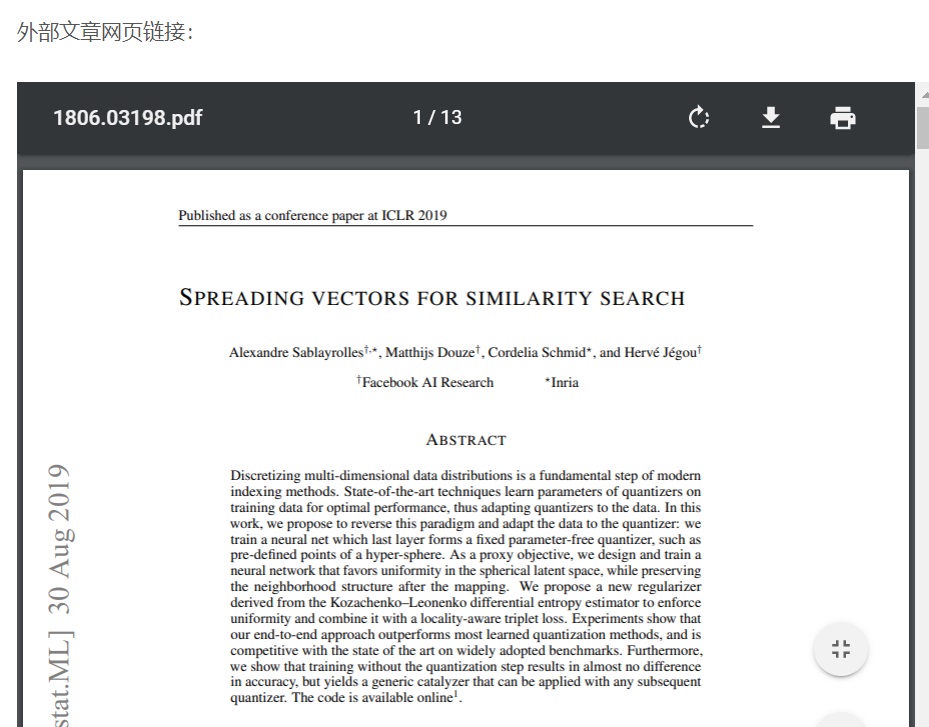 外部文章网页链接：
1806.03198.pdf
1 / 13
Published as a conference paper at ICLR 2019
SPREADING VECTORS FOR SIMILARITY SEARCH
Alexandre Sablayrolles†,⋆, Matthijs Douze†, Cordelia Schmid⋆, and Hervé Jégou†
†Facebook AI Research ⋆Inria
ABSTRACT
Discretizing multi-dimensional data distributions is a fundamental step of modern
indexing methods. State-of-the-art techniques learn parameters of quantizers on
training data for optimal performance, thus adapting quantizers to the data. In this
work, we propose to reverse this paradigm and adapt the data to the quantizer: we
train a neural net which last layer forms a fixed parameter-free quantizer, such as
pre-defined points of a hyper-sphere. As a proxy objective, we design and train a
neural network that favors uniformity in the spherical latent space, while preserving
the neighborhood structure after the mapping. We propose a new regularizer
derived from the Kozachenko–Leonenko differential entropy estimator to enforce
uniformity and combine it with a locality-aware triplet loss. Experiments show that
our end-to-end approach outperforms most learned quantization methods, and is
competitive with the state of the art on widely adopted benchmarks. Furthermore,
we show that training without the quantization step results in almost no difference
in accuracy, but yields a generic catalyzer that can be applied with any subsequent
quantizer. The code is available online1.
stat.ML] 30 Aug 2019